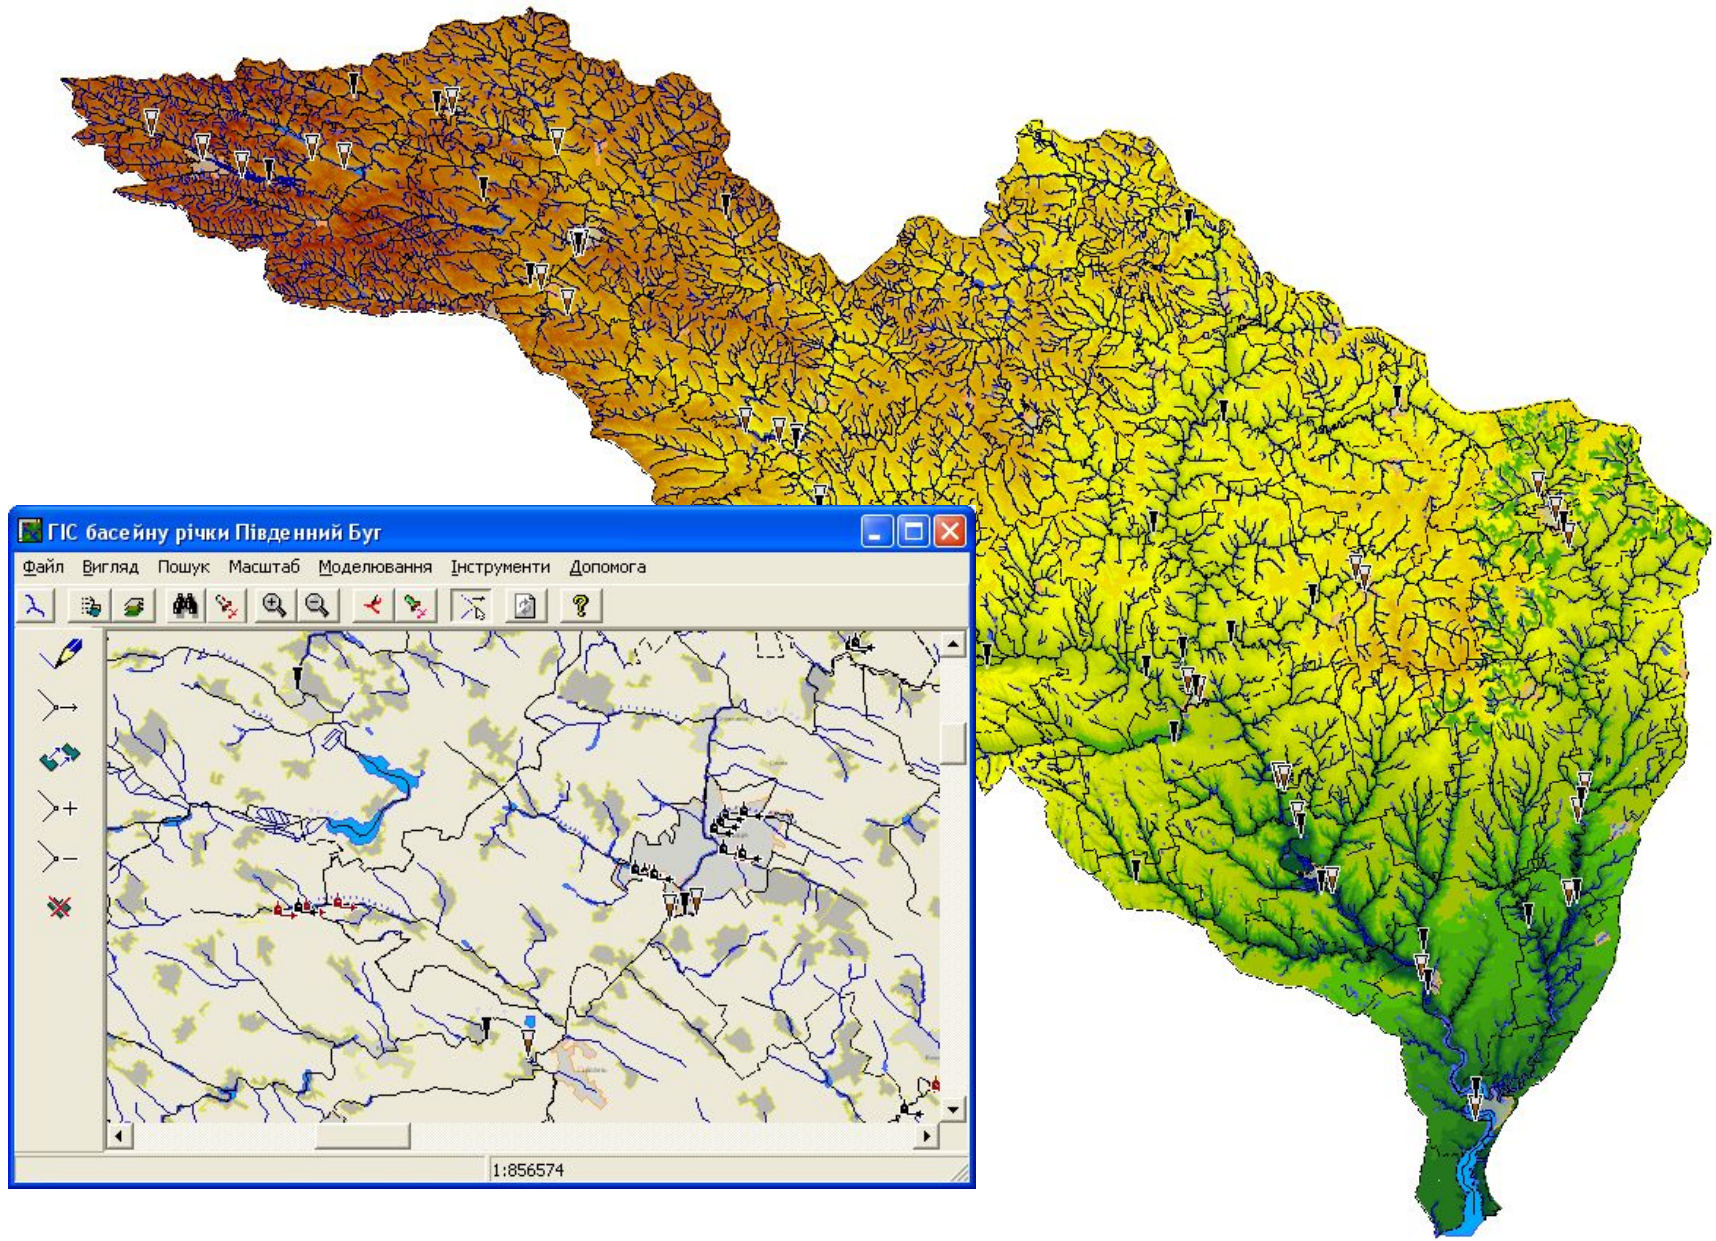 ГІС басейну річки Південний Буг
Файл Вигляд Пошук Масштаб Моделювання Інструменти Допомога
1:856574